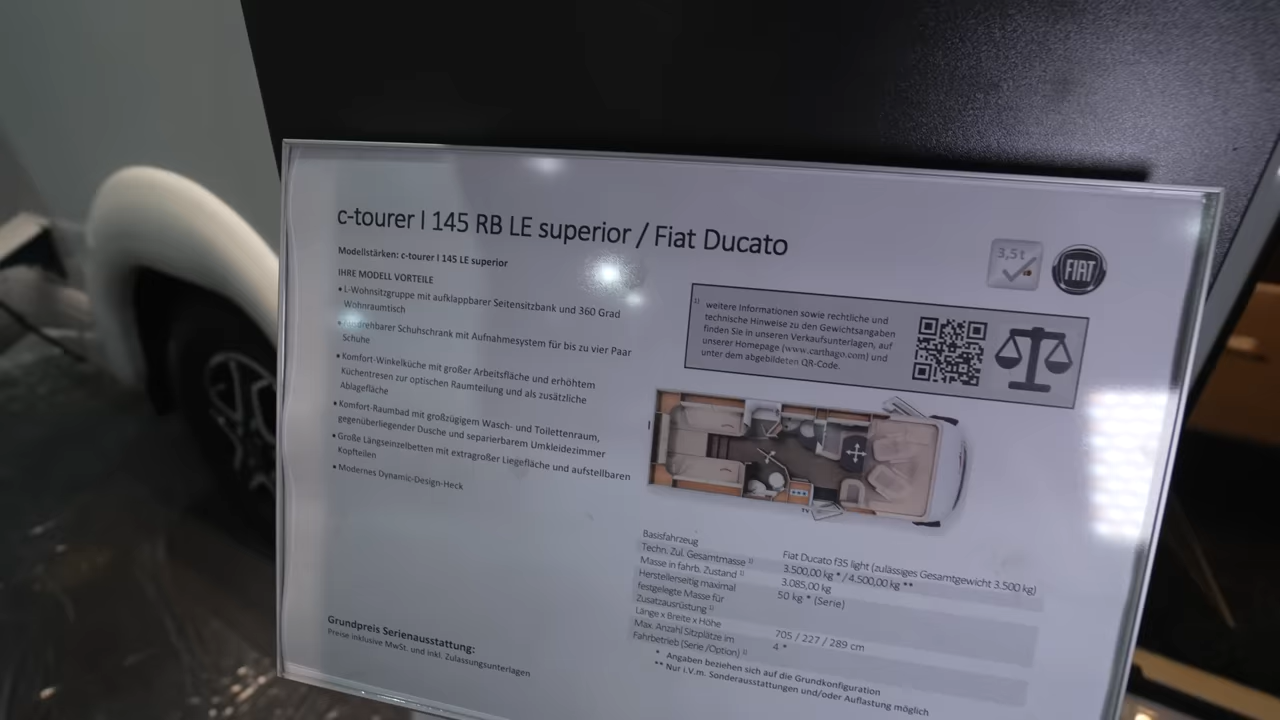 c-tourer I 145 RB LE superior / Fiat Ducato
Modellstärken: c-tourer I 145 LE superior
IHRE MODELL VORTEILE
• L-Wohnsitzgruppe mit aufklappbarer Seitensitzbank und 360 Grad
Wohnraumtisch
• drehbarer Schuhschrank mit Aufnahmesystem für bis zu vier Paar
Schuhe
• Komfort-Winkelküche mit großer Arbeitsfläche und erhöhtem
Küchentresen zur optischen Raumteilung und als zusätzliche
Ablagefläche
• Komfort-Raumbad mit großzügigem Wasch- und Toilettenraum,
gegenüberliegender Dusche und separierbarem Umkleidezimmer
• Große Längseinzelbetten mit extragroßer Liegefläche und aufstellbaren
Kopfteilen
• Modernes Dynamic-Design-Heck
Grundpreis Serienausstattung:
Preise inklusive MwSt. und inkl. Zulassungsunterlagen
3,5 t
FIAT
1) weitere Informationen sowie rechtliche und
technische Hinweise zu den Gewichtsangaben
finden Sie in unseren Verkaufsunterlagen, auf
unserer Homepage (www.carthago.com) und
unter dem abgebildeten QR-Code.
TV
Basisfahrzeug Fiat Ducato f35 light (zulässiges Gesamtgewicht 3.500 kg)
Techn. Zul. Gesamtmasse 1) 3.500,00 kg * / 4.500,00 kg **
Masse in fahrb. Zustand 1) 3.085,00 kg
Herstellerseitig maximal 50 kg * (Serie)
festgelegte Masse für
Zusatzausrüstung 1)
Länge x Breite x Höhe 705 / 227 / 289 cm
Max. Anzahl Sitzplätze im 4 *
Fahrbetrieb (Serie /Option) 1)
* Angaben beziehen sich auf die Grundkonfiguration
** Nur i.V.m. Sonderausstattungen und/oder Auflastung möglich